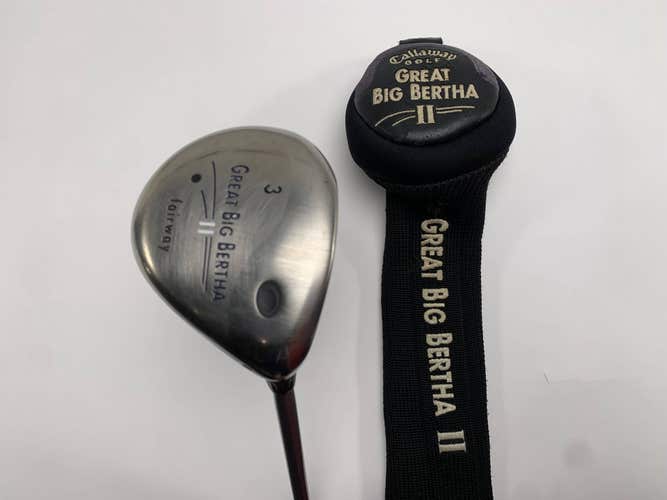 3
GREAT BIG BERTHA
II
fairway
Callaway
GOLF
GREAT
BIG BERTHA
II
GREAT BIG BERTHA II